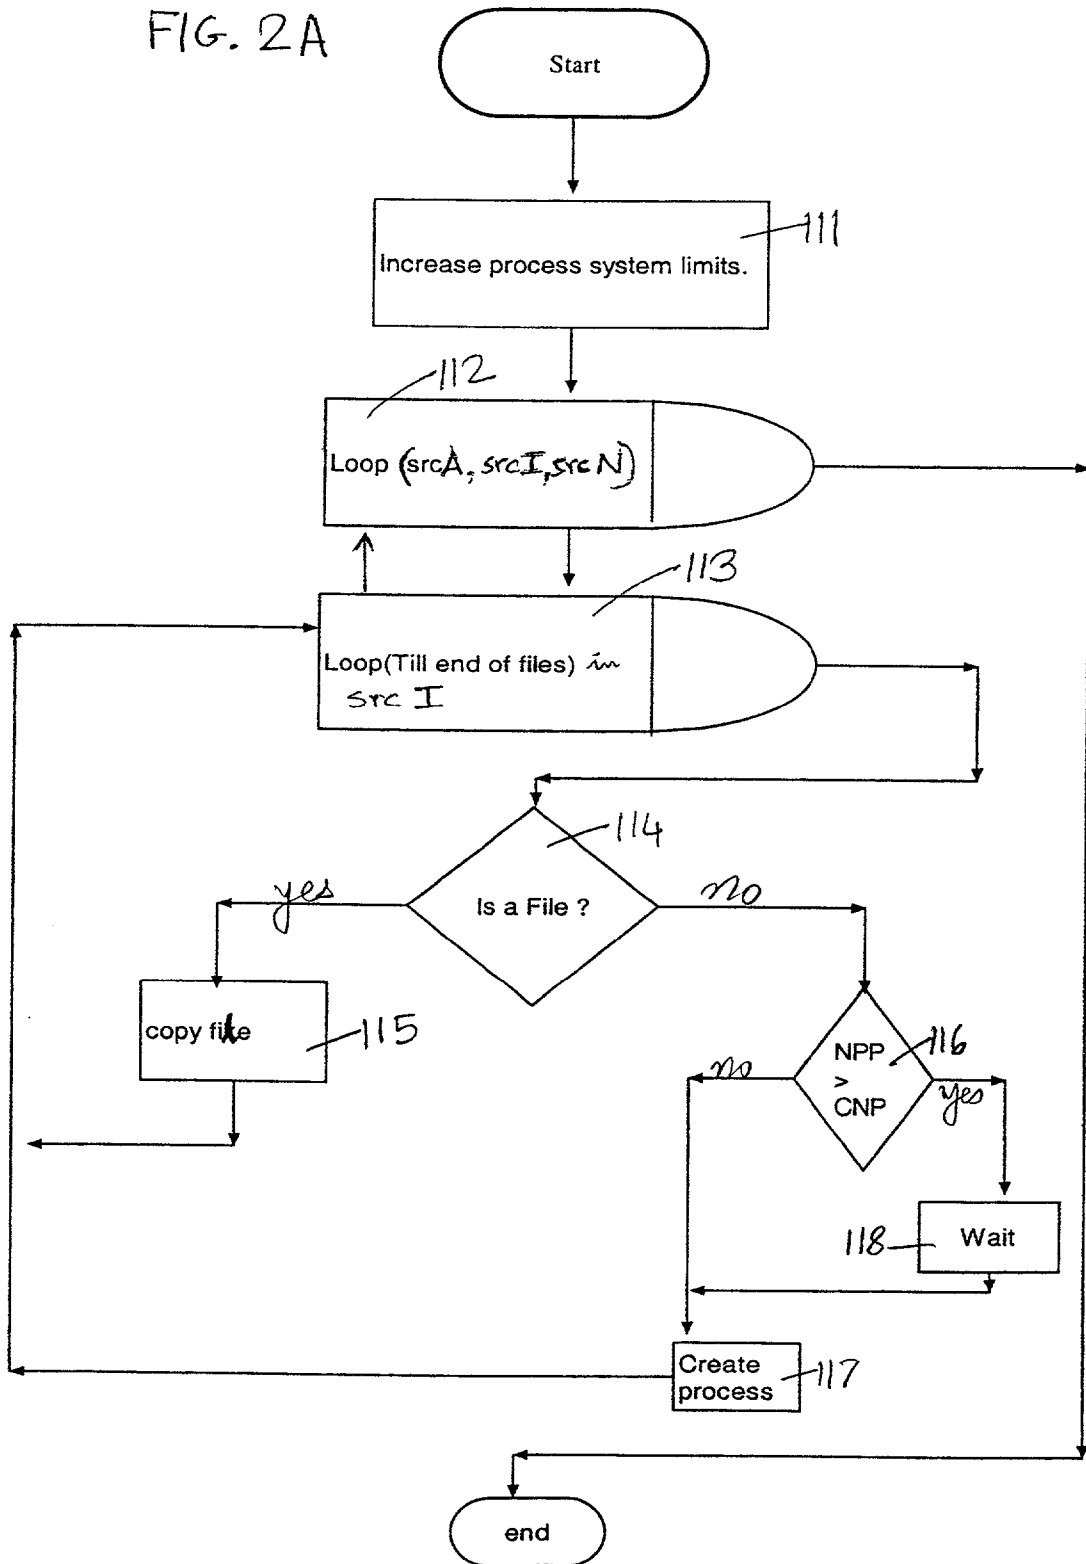 FIG. 2A
Start
111
Increase process system limits.
112
Loop (srcA, srcI, srcN)
113
Loop(Till end of files) in
src I
114
Is a File ?
yes
no
copy file
115
NPP
>
CNP
116
no
yes
118
Wait
Create
process
117
end